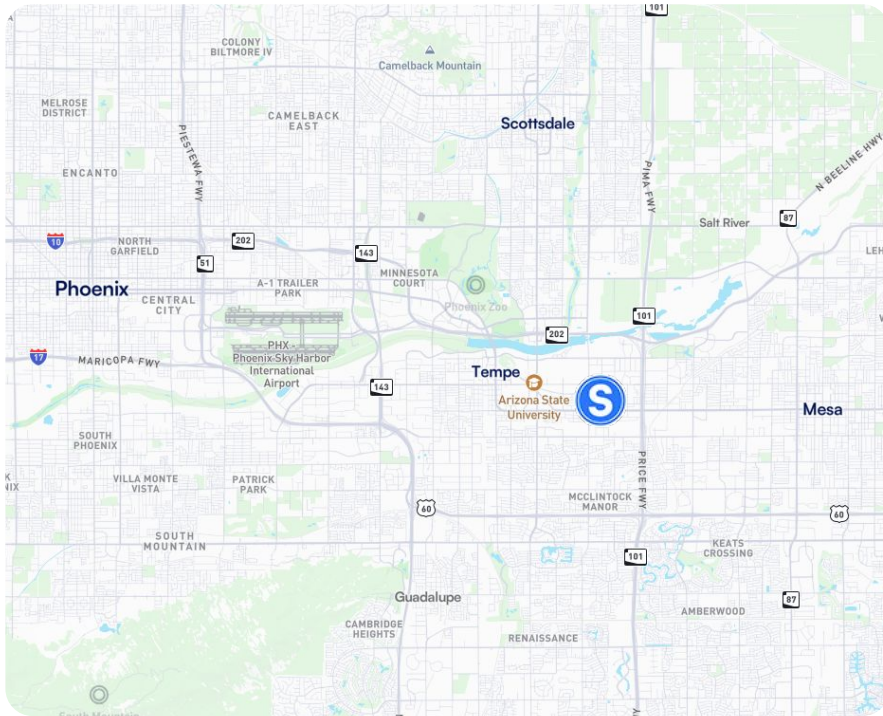 101
COLONY
BILTMORE IV
Camelback Mountain
MELROSE
DISTRICT
CAMELBACK
EAST
Scottsdale
PIESTEWA FWY
PIMA FWY
N BEELINE HWY
ENCANTO
87
Salt River
10
NORTH
GARFIELD
202
143
51
MINNESOTA
COURT
A-1 TRAILER
PARK
Phoenix
CENTRAL
CITY
Phoenix Zoo
101
202
PHX
Phoenix Sky Harbor
International
Airport
17
MARICOPA FWY
Tempe
143
Arizona State
University
S
Mesa
SOUTH
PHOENIX
PRICE FWY
VILLA MONTE
VISTA
PATRICK
PARK
MCCLINTOCK
MANOR
60
60
SOUTH
MOUNTAIN
KEATS
CROSSING
101
Guadalupe
87
AMBERWOOD
CAMBRIDGE
HEIGHTS
RENAISSANCE
South Mountain